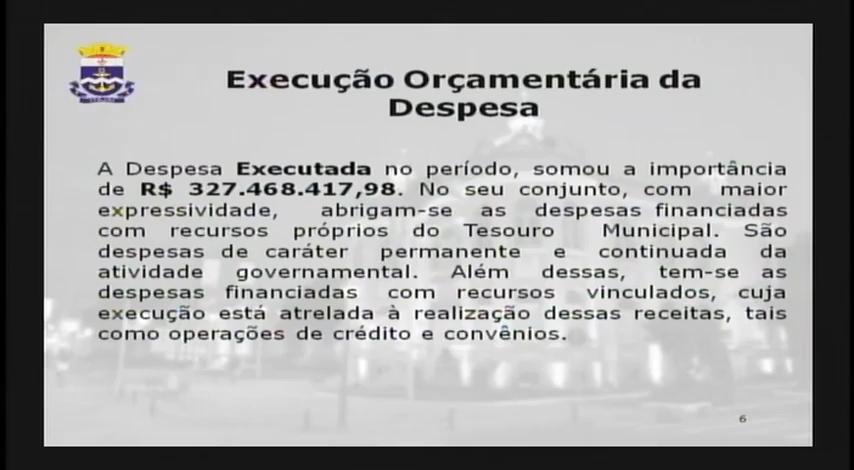 Execução Orçamentária da
Despesa
A Despesa Executada no período, somou a importância
de R$ 327.468.417,98. No seu conjunto, com maior
expressividade, abrigam-se as despesas financiadas
com recursos próprios do Tesouro Municipal. São
despesas de caráter permanente e continuada da
atividade governamental. Além dessas, tem-se as
despesas financiadas com recursos vinculados, cuja
execução está atrelada à realização dessas receitas, tais
como operações de crédito e convênios.
6